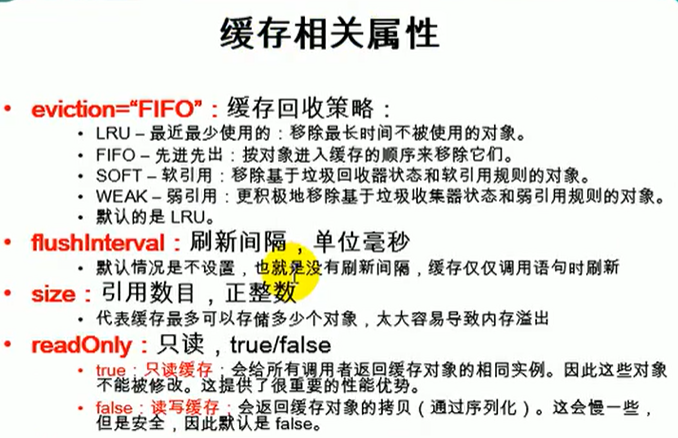 缓存相关属性
• eviction=“FIFO”：缓存回收策略：
• LRU – 最近最少使用的：移除最长时间不被使用的对象。
• FIFO – 先进先出：按对象进入缓存的顺序来移除它们。
• SOFT – 软引用：移除基于垃圾回收器状态和软引用规则的对象。
• WEAK – 弱引用：更积极地移除基于垃圾收集器状态和弱引用规则的对象。
• 默认的是 LRU。
• flushInterval：刷新间隔，单位毫秒
• 默认情况是不设置，也就是没有刷新间隔，缓存仅仅调用语句时刷新
• size：引用数目，正整数
• 代表缓存最多可以存储多少个对象，太大容易导致内存溢出
• readOnly：只读，true/false
• true：只读缓存；会给所有调用者返回缓存对象的相同实例。因此这些对象
不能被修改。这提供了很重要的性能优势。
• false：读写缓存；会返回缓存对象的拷贝（通过序列化）。这会慢一些，
但是安全，因此默认是 false。